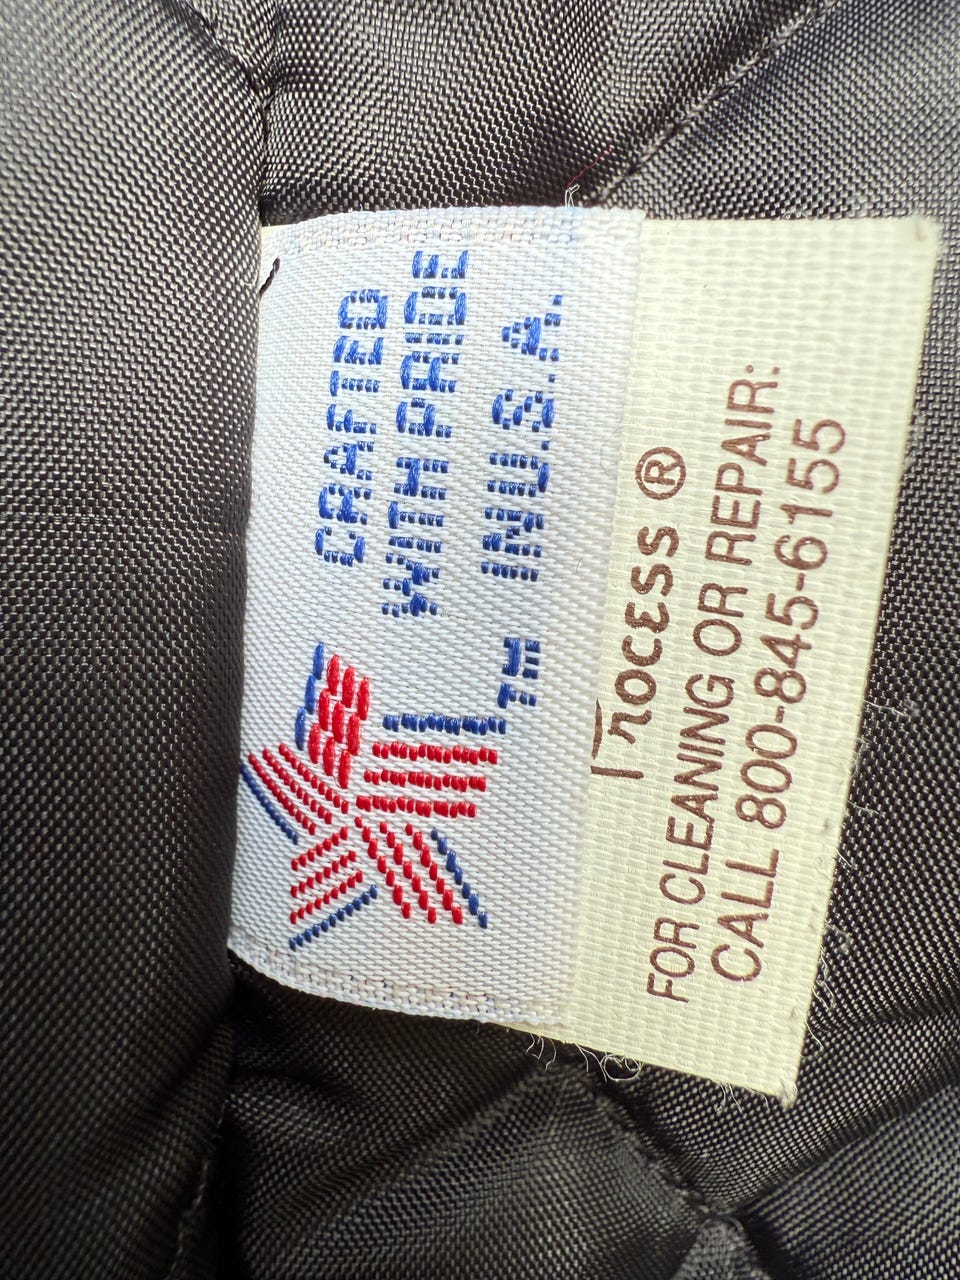 CRAFTED
WITH PRIDE
IN U.S.A.
TM
Process ®
FOR CLEANING OR REPAIR:
CALL 800-845-6155